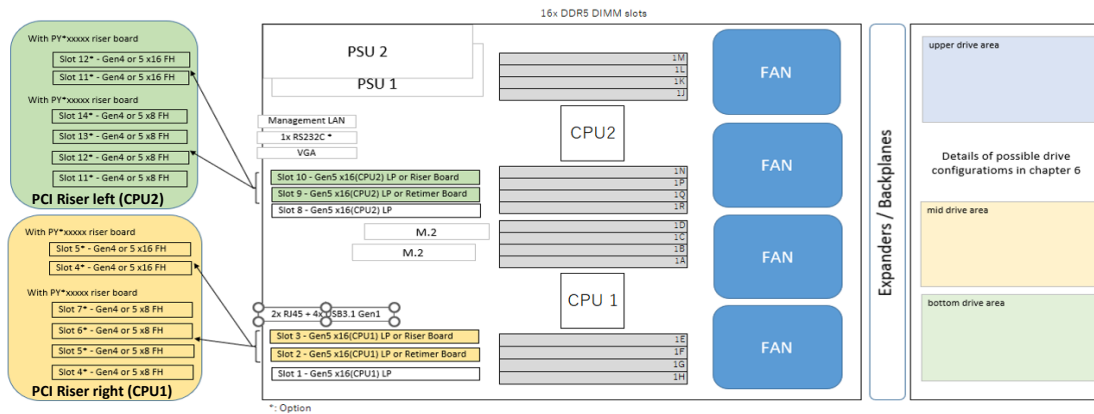 16x DDR5 DIMM slots
With PY*xxxxx riser board
Slot 12* - Gen4 or 5 x16 FH
Slot 11* - Gen4 or 5 x16 FH
With PY*xxxxx riser board
Slot 14* - Gen4 or 5 x8 FH
Slot 13* - Gen4 or 5 x8 FH
Slot 12* - Gen4 or 5 x8 FH
Slot 11* - Gen4 or 5 x8 FH
PCI Riser left (CPU2)
With PY*xxxxx riser board
Slot 5* - Gen4 or 5 x16 FH
Slot 4* - Gen4 or 5 x16 FH
With PY*xxxxx riser board
Slot 7* - Gen4 or 5 x8 FH
Slot 6* - Gen4 or 5 x8 FH
Slot 5* - Gen4 or 5 x8 FH
Slot 4* - Gen4 or 5 x8 FH
PCI Riser right (CPU1)
PSU 2
PSU 1
Management LAN
1x RS232C *
VGA
Slot 10 - Gen5 x16(CPU2) LP or Riser Board
Slot 9 - Gen5 x16(CPU2) LP or Retimer Board
Slot 8 - Gen5 x16(CPU2) LP
M.2
M.2
2x RJ45 + 4x USB3.1 Gen1
Slot 3 - Gen5 x16(CPU1) LP or Riser Board
Slot 2 - Gen5 x16(CPU1) LP or Retimer Board
Slot 1 - Gen5 x16(CPU1) LP
*: Option
1M
1L
1K
1J
CPU2
1N
1P
1Q
1R
1D
1C
1B
1A
CPU 1
1E
1F
1G
1H
FAN
FAN
FAN
FAN
Expanders / Backplanes
upper drive area
Details of possible drive
configurations in chapter 6
mid drive area
bottom drive area